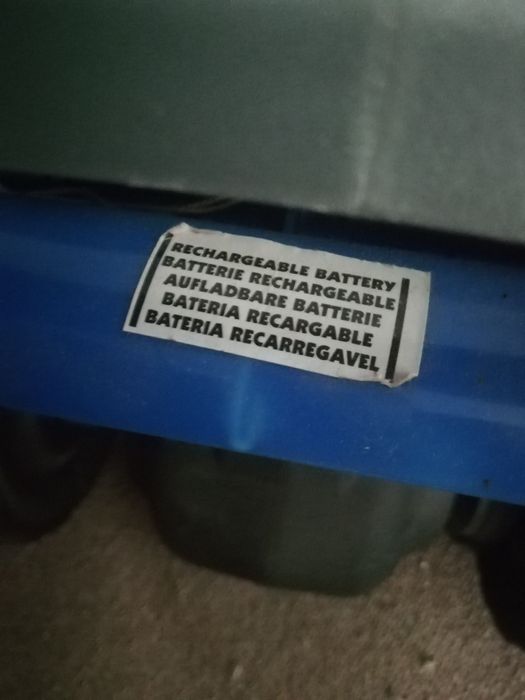 RECHARGEABLE BATTERY
BATTERIE RECHARGEABLE
AUFLADBARE BATTERIE
BATERIA RECARGABLE
BATERIA RECARREGAVEL